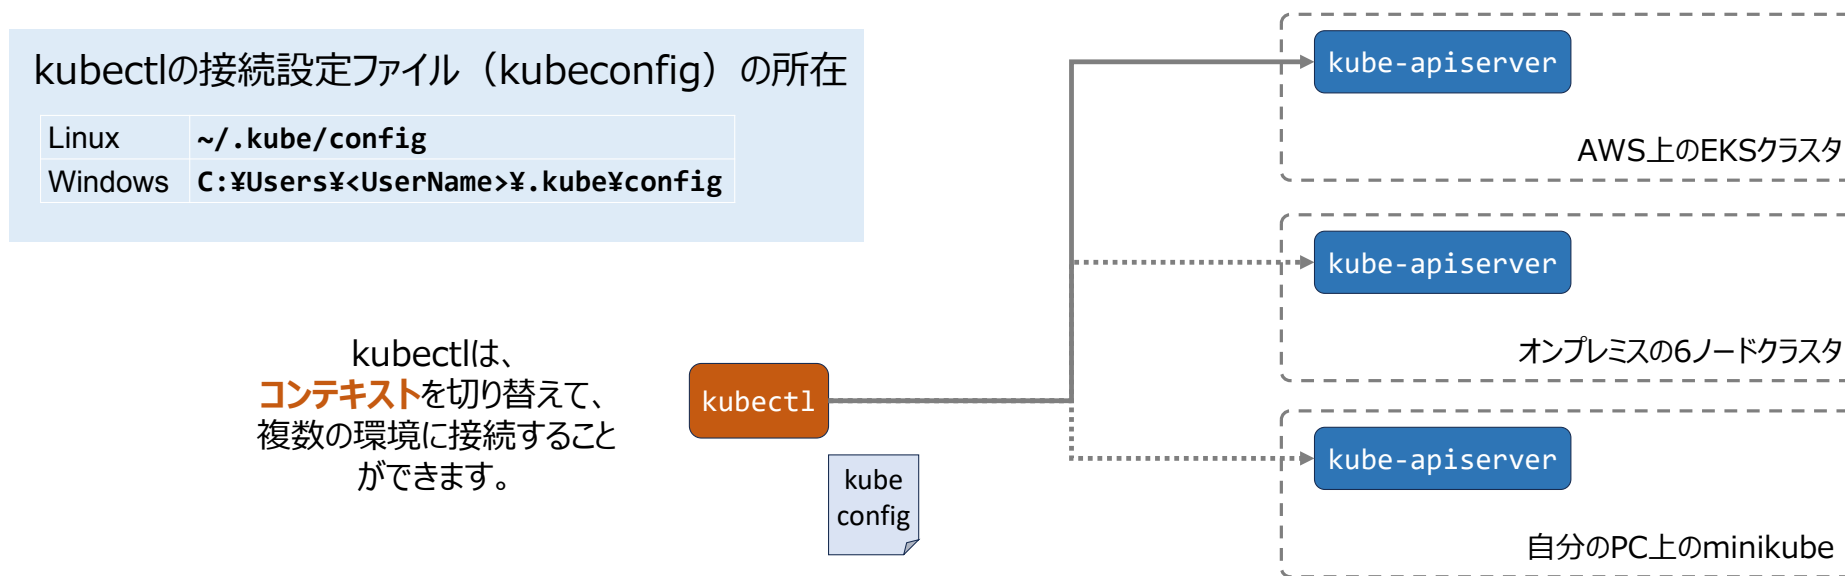 kubectlの接続設定ファイル（kubeconfig）の所在
Linux ~/.kube/config
Windows C:¥Users¥<UserName>¥.kube¥config
kubectlは、
コンテキストを切り替えて、
複数の環境に接続すること
ができます。
kubectl
kube
config
kube-apiserver
AWS上のEKSクラスタ
kube-apiserver
オンプレミスの6ノードクラスタ
kube-apiserver
自分のPC上のminikube